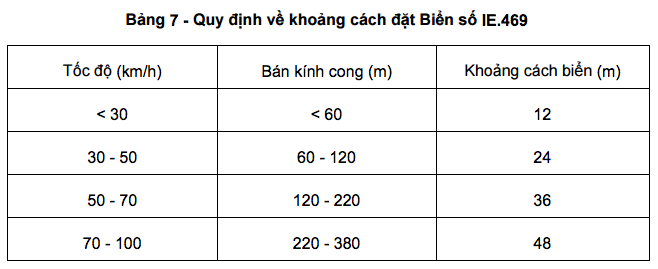 Bảng 7 - Quy định về khoảng cách đặt Biển số IE.469
Tốc độ (km/h) Bán kính cong (m) Khoảng cách biển (m)
< 30 < 60 12
30 - 50 60 - 120 24
50 - 70 120 - 220 36
70 - 100 220 - 380 48